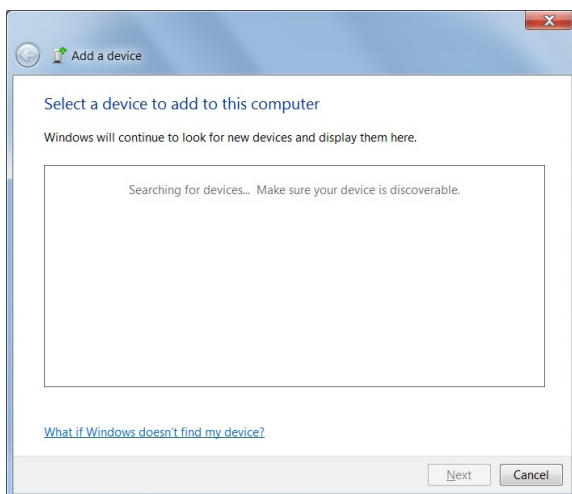 X
Add a device
Select a device to add to this computer
Windows will continue to look for new devices and display them here.
Searching for devices... Make sure your device is discoverable.
What if Windows doesn't find my device?
Next Cancel